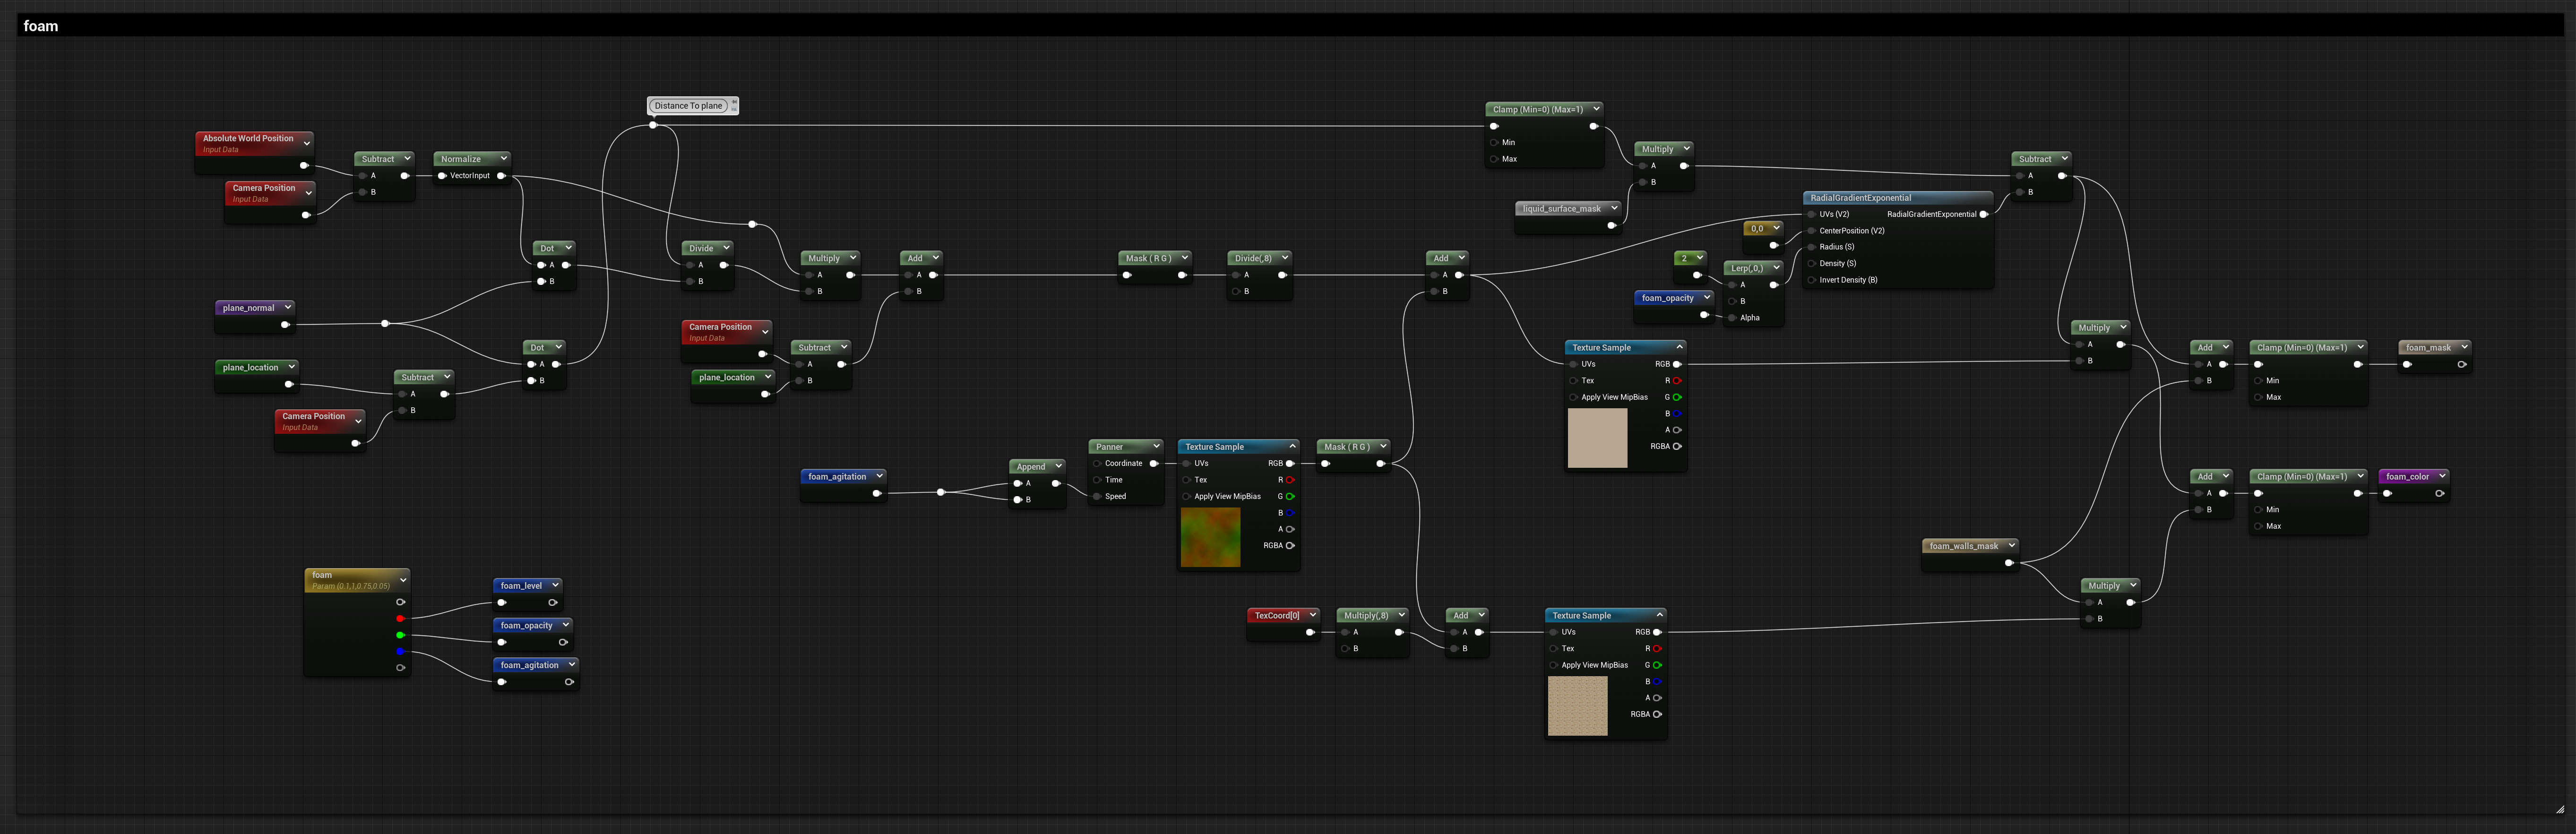 foam
Distance To plane
Absolute World Position
Input Data
Camera Position
Input Data
Subtract
A
B
Normalize
VectorInput
Dot
A
B
Divide
A
B
Multiply
A
B
Add
A
B
Mask ( R G )
Divide(,8)
A
B
Add
A
B
Clamp (Min=0) (Max=1)
Min
Max
Multiply
A
B
liquid_surface_mask
Subtract
A
B
RadialGradientExponential
UVs (V2) RadialGradientExponential
CenterPosition (V2)
Radius (S)
Density (S)
Invert Density (B)
0,0
2
Lerp(,0,)
A
B
Alpha
foam_opacity
plane_normal
plane_location
Camera Position
Input Data
Subtract
A
B
Dot
A
B
Camera Position
Input Data
plane_location
Subtract
A
B
Texture Sample
UVs RGB
Tex R
Apply View MipBias G
B
A
RGBA
Multiply
A
B
Add
A
B
Clamp (Min=0) (Max=1)
Min
Max
foam_mask
foam_agitation
Append
A
B
Panner
Coordinate
Time
Speed
Texture Sample
UVs RGB
Tex R
Apply View MipBias G
B
A
RGBA
Mask ( R G )
Add
A
B
Clamp (Min=0) (Max=1)
Min
Max
foam_color
foam_walls_mask
Multiply
A
B
foam
Param (0.1,1,0.75,0.05)
foam_level
foam_opacity
foam_agitation
TexCoord[0]
Multiply(,8)
A
B
Add
A
B
Texture Sample
UVs RGB
Tex R
Apply View MipBias G
B
A
RGBA